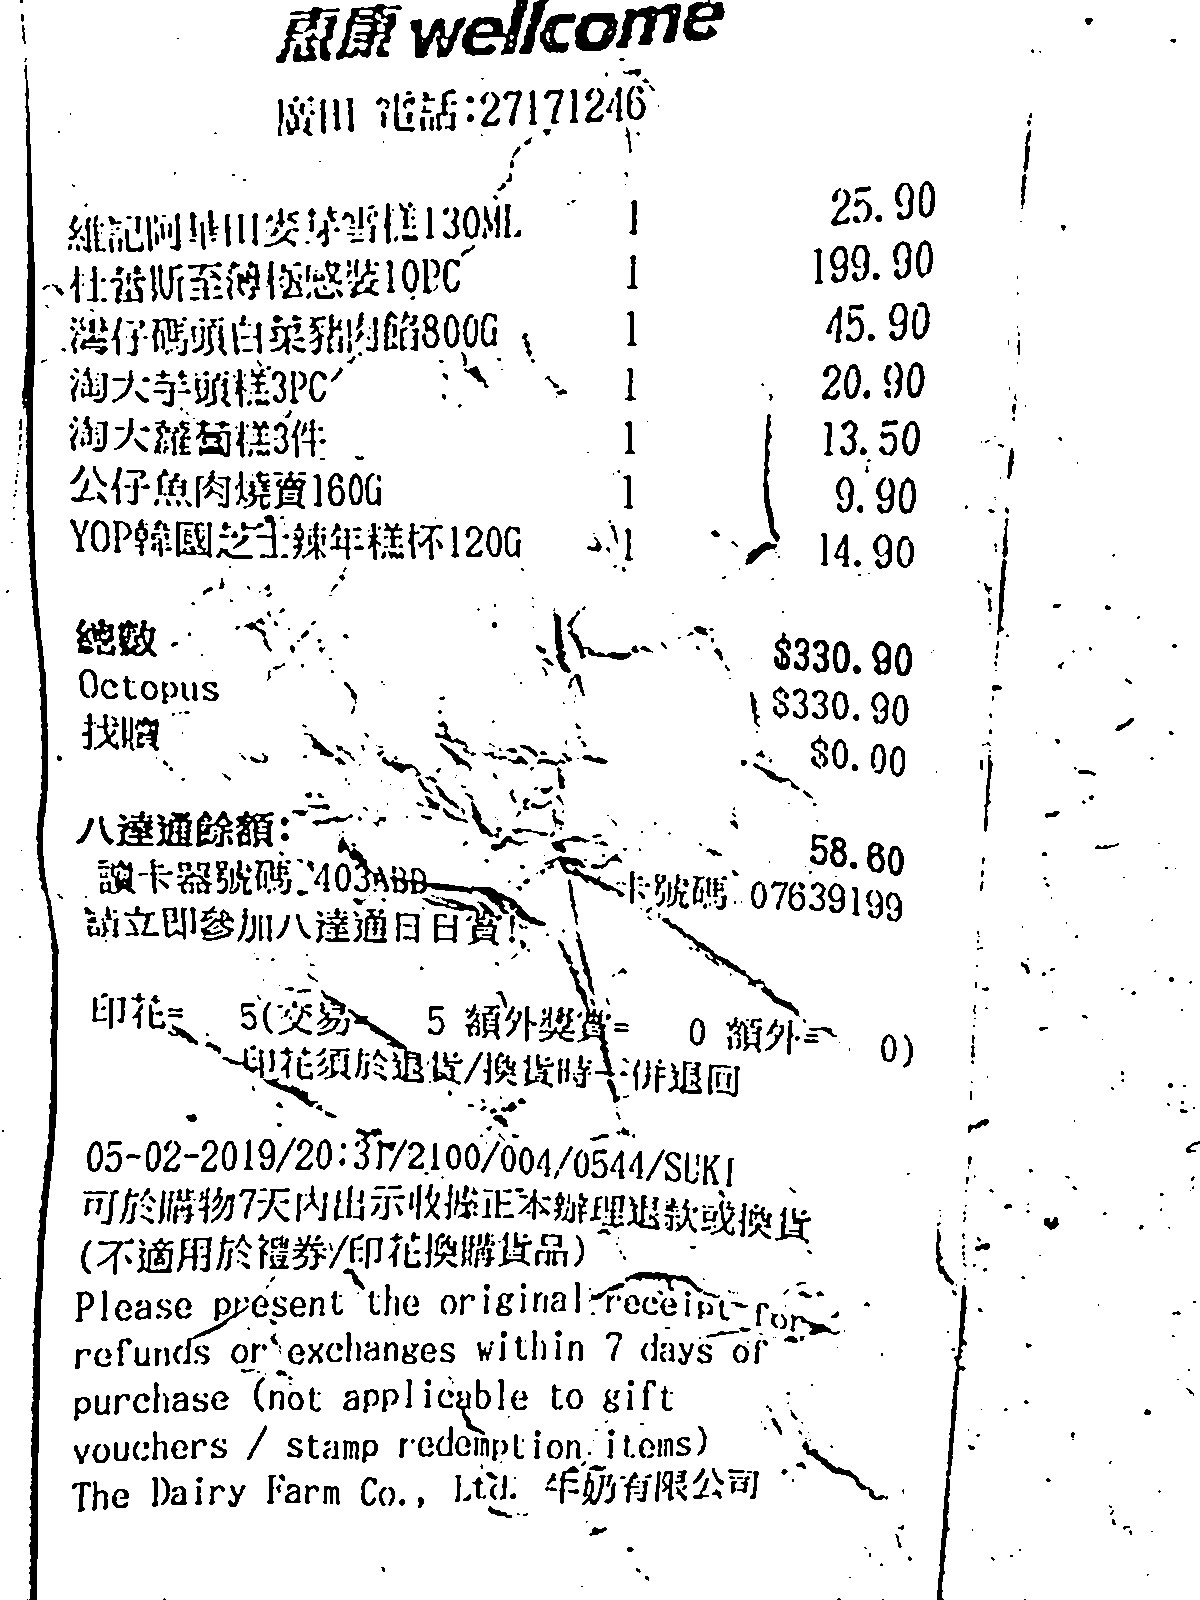 惠康 wellcome
廣田 電話:27171246
維記阿華田麥芽雪糕130ML 1 25.90
杜蕾斯至薄極感裝10PC 1 199.90
灣仔碼頭白菜豬肉餡800G 1 45.90
淘大芋頭糕3PC 1 20.90
淘大蘿蔔糕3件 1 13.50
公仔魚肉燒賣160G 1 9.90
YOP韓國芝士辣年糕杯120G 1 14.90
總數 $330.90
Octopus $330.90
找贖 $0.00
八達通餘額: 58.60
讀卡器號碼 403ABD 卡號碼 07639199
請立即參加八達通日日賞!
印花= 5(交易= 5 額外獎賞= 0 額外= 0)
印花須於退貨/換貨時一併退回
05-02-2019/20:31/2100/004/0544/SUKI
可於購物7天內出示收據正本辦理退款或換貨
(不適用於禮券/印花換購貨品)
Please present the original receipt for
refunds or exchanges within 7 days of
purchase (not applicable to gift
vouchers / stamp redemption items)
The Dairy Farm Co., Ltd. 牛奶有限公司